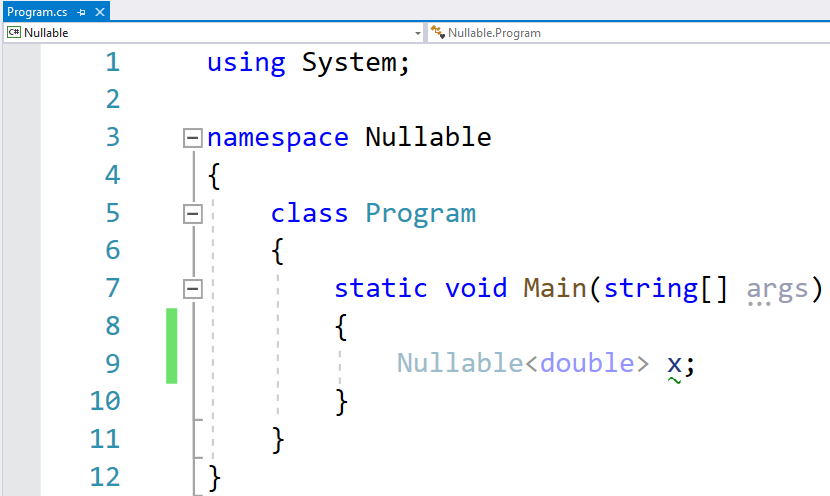 Program.cs
C# Nullable Nullable.Program
1 using System;
2
3 namespace Nullable
4 {
5 class Program
6 {
7 static void Main(string[] args)
8 {
9 Nullable<double> x;
10 }
11 }
12 }